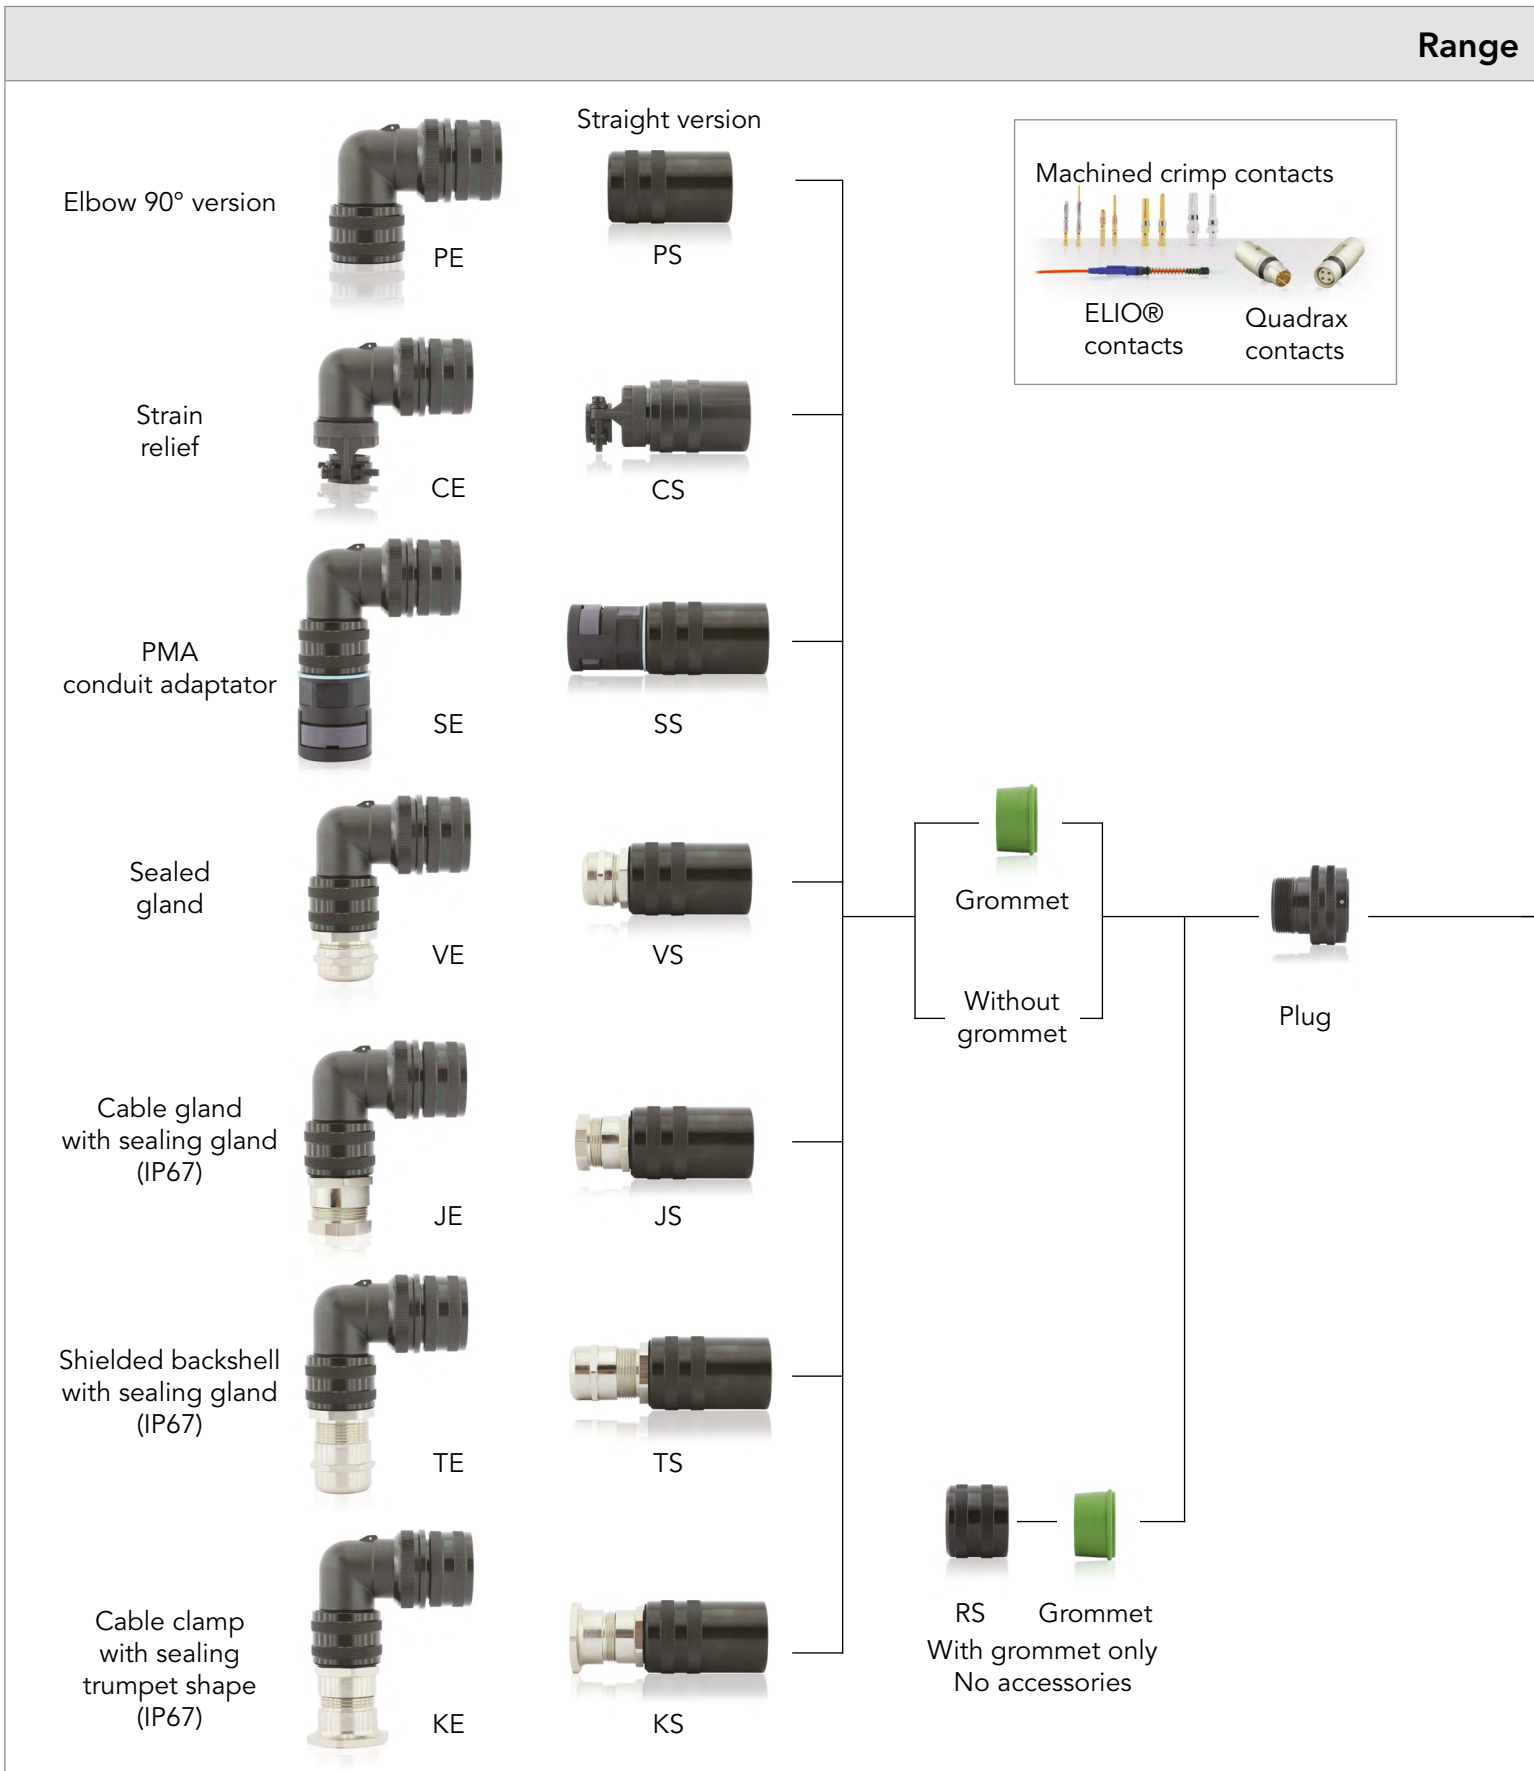 Range
Straight version
Elbow 90° version
PE
PS
Machined crimp contacts
ELIO®
contacts
Quadrax
contacts
Strain
relief
CE
CS
PMA
conduit adaptator
SE
SS
Sealed
gland
VE
VS
Grommet
Without
grommet
Plug
Cable gland
with sealing gland
(IP67)
JE
JS
Shielded backshell
with sealing gland
(IP67)
TE
TS
RS
Grommet
With grommet only
No accessories
Cable clamp
with sealing
trumpet shape
(IP67)
KE
KS